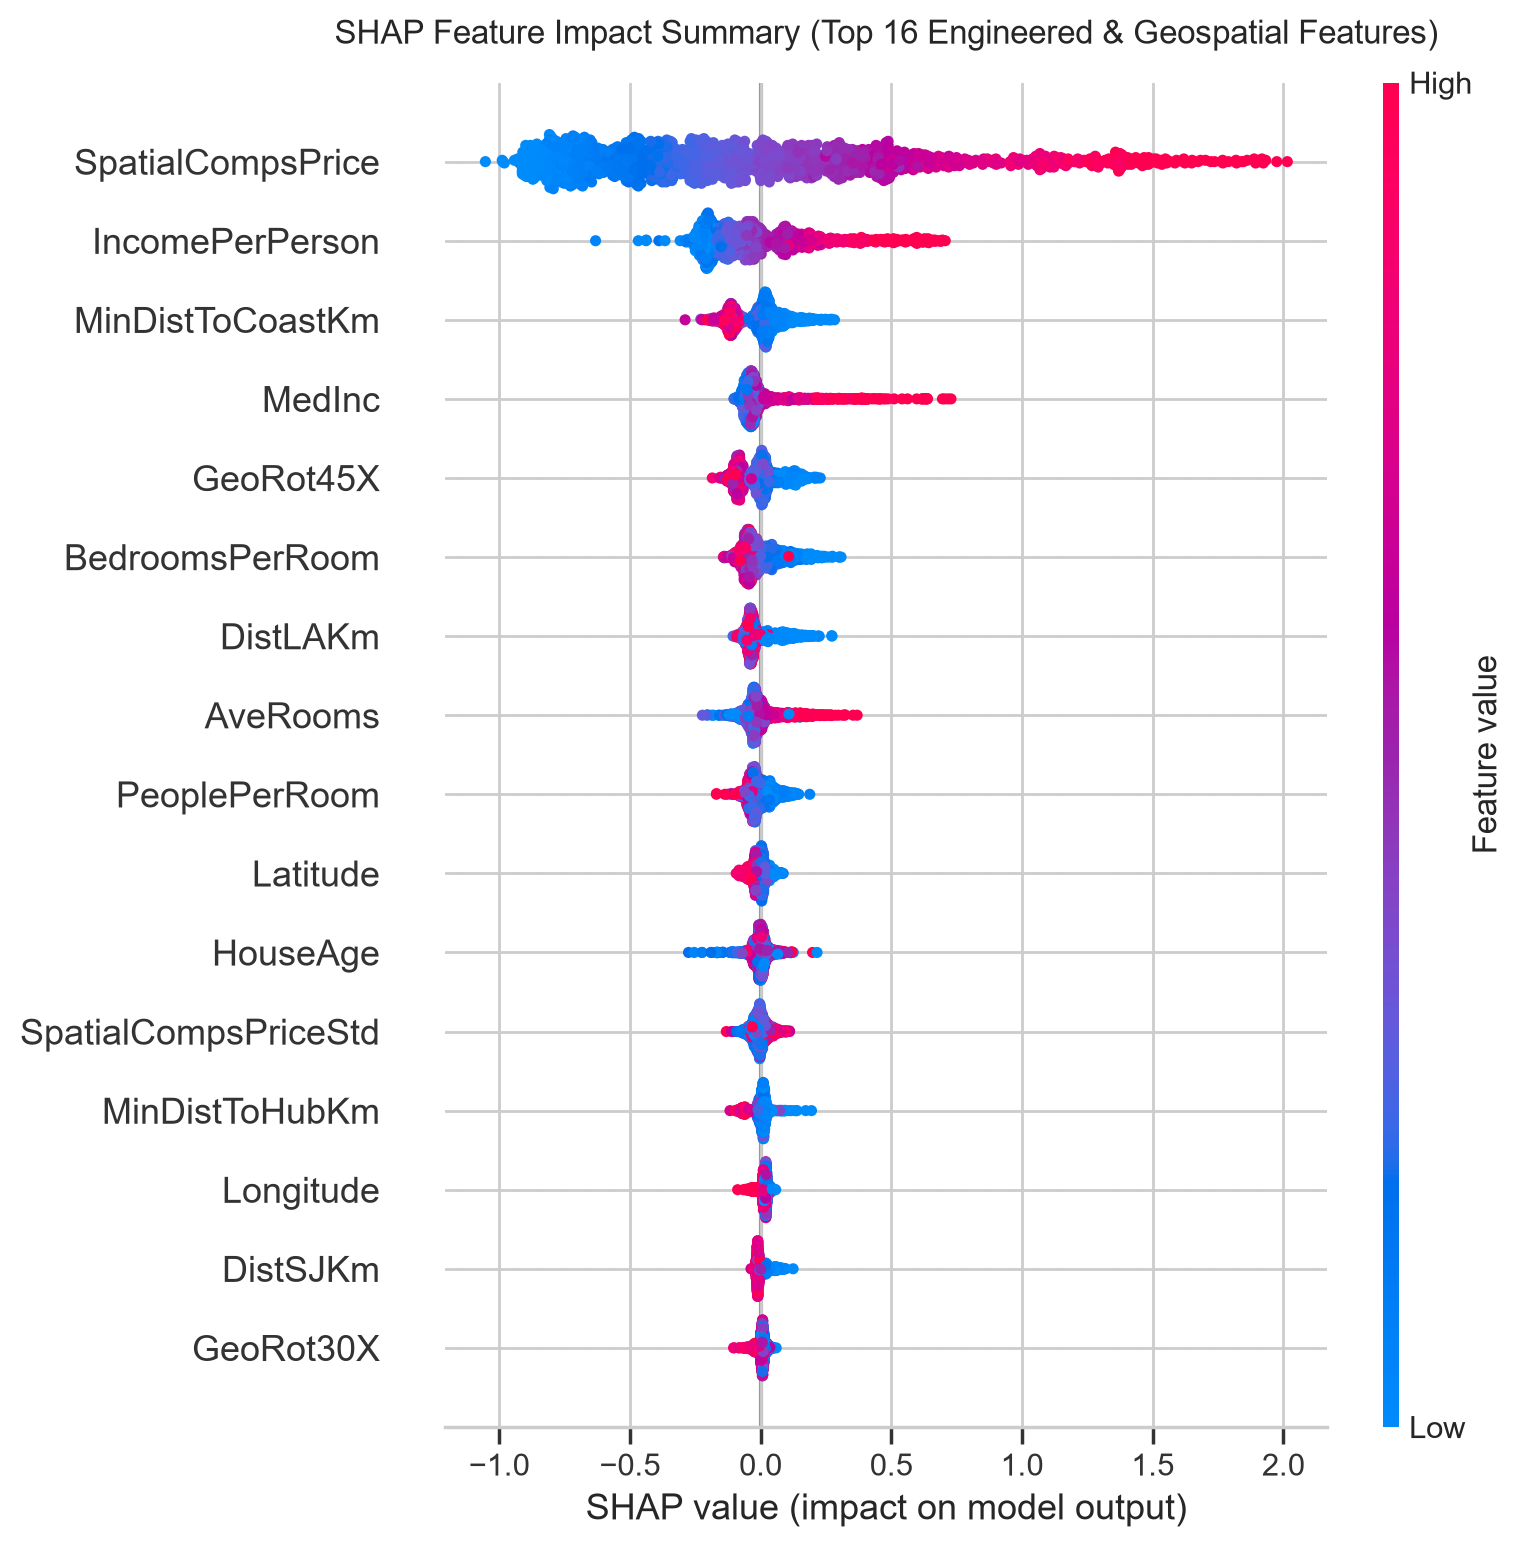 SHAP Feature Impact Summary (Top 16 Engineered & Geospatial Features)
High
SpatialCompsPrice
IncomePerPerson
MinDistToCoastKm
MedInc
GeoRot45X
BedroomsPerRoom
DistLAKm
AveRooms
PeoplePerRoom
Latitude
HouseAge
SpatialCompsPriceStd
MinDistToHubKm
Longitude
DistSJKm
GeoRot30X
Feature value
Low
−1.0 −0.5 0.0 0.5 1.0 1.5 2.0
SHAP value (impact on model output)